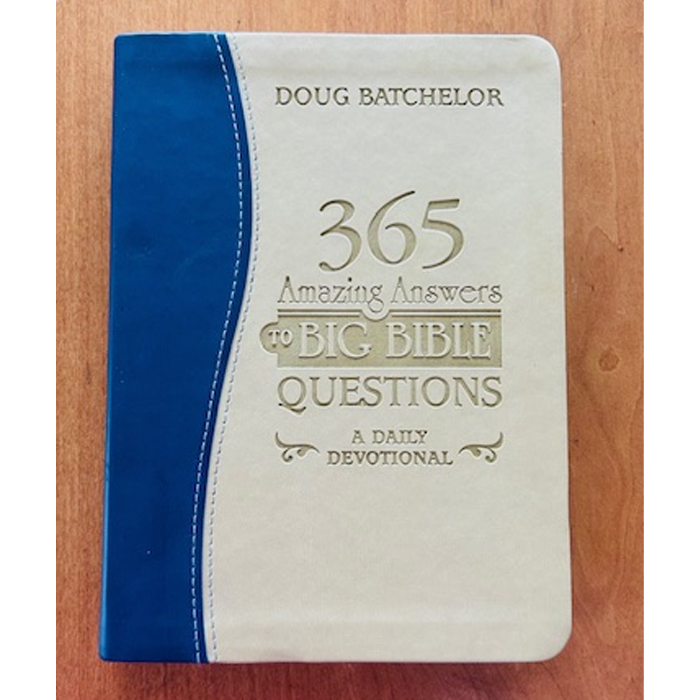 DOUG BATCHELOR
365
Amazing Answers
TO BIG BIBLE
QUESTIONS
A DAILY
DEVOTIONAL